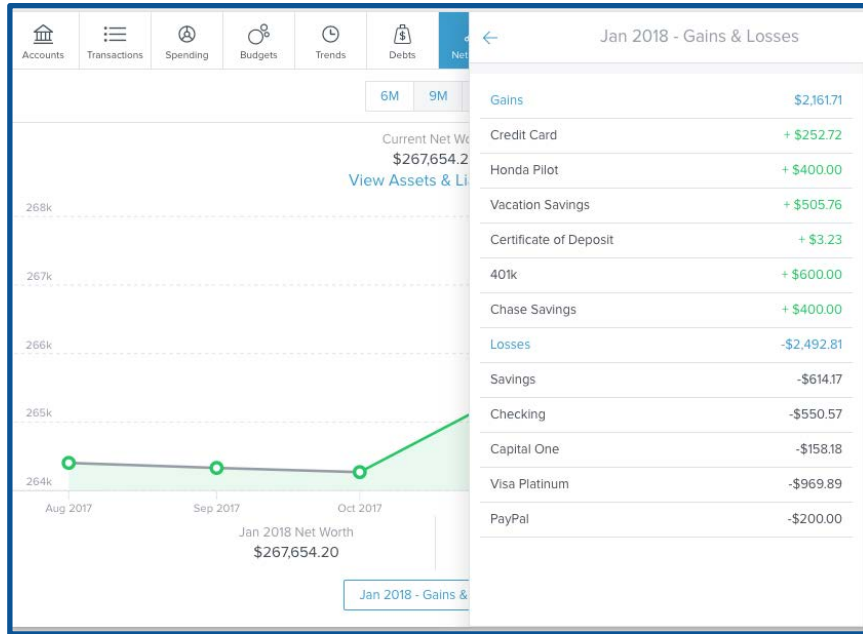 Accounts
Transactions
Spending
Budgets
Trends
Debts
Net
6M 9M
Current Net Wo
$267,654.2
View Assets & Li
268k
267k
266k
265k
264k
Aug 2017 Sep 2017 Oct 2017
Jan 2018 Net Worth
$267,654.20
Jan 2018 - Gains &
Jan 2018 - Gains & Losses
Gains $2,161.71
Credit Card + $252.72
Honda Pilot + $400.00
Vacation Savings + $505.76
Certificate of Deposit + $3.23
401k + $600.00
Chase Savings + $400.00
Losses -$2,492.81
Savings -$614.17
Checking -$550.57
Capital One -$158.18
Visa Platinum -$969.89
PayPal -$200.00